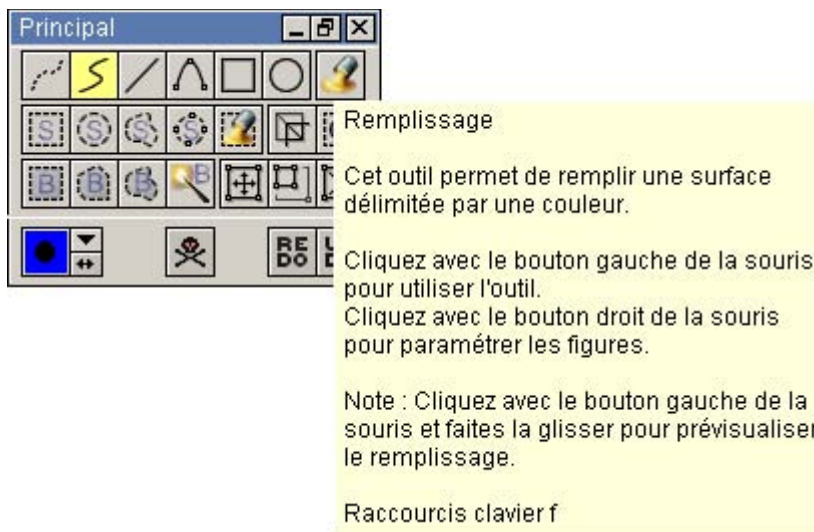 Principal
S S S S
B B B B
RE
DO
Remplissage
Cet outil permet de remplir une surface
délimitée par une couleur.
Cliquez avec le bouton gauche de la souris
pour utiliser l'outil.
Cliquez avec le bouton droit de la souris
pour paramétrer les figures.
Note : Cliquez avec le bouton gauche de la
souris et faites la glisser pour prévisualiser
le remplissage.
Raccourcis clavier f